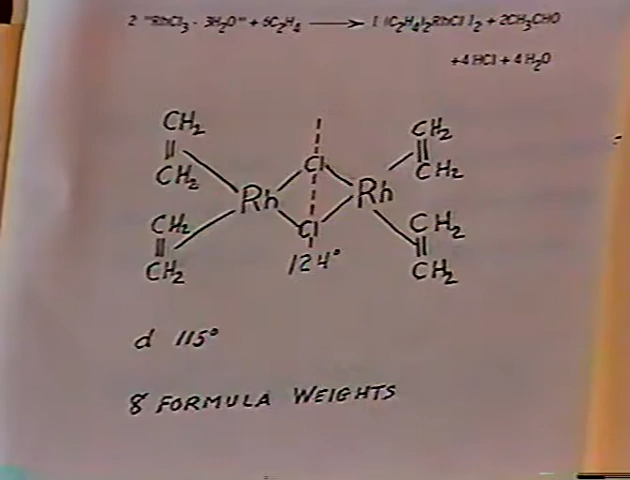 2 "RhCl3 · 3H2O" + 6C2H4 ⟶ [ (C2H4)2RhCl ]2 + 2CH3CHO
+4 HCl + 4 H2O
CH2 CH2
CH2 Cl CH2
Rh Rh
CH2 Cl CH2
CH2 124° CH2
d 115°
8 FORMULA WEIGHTS